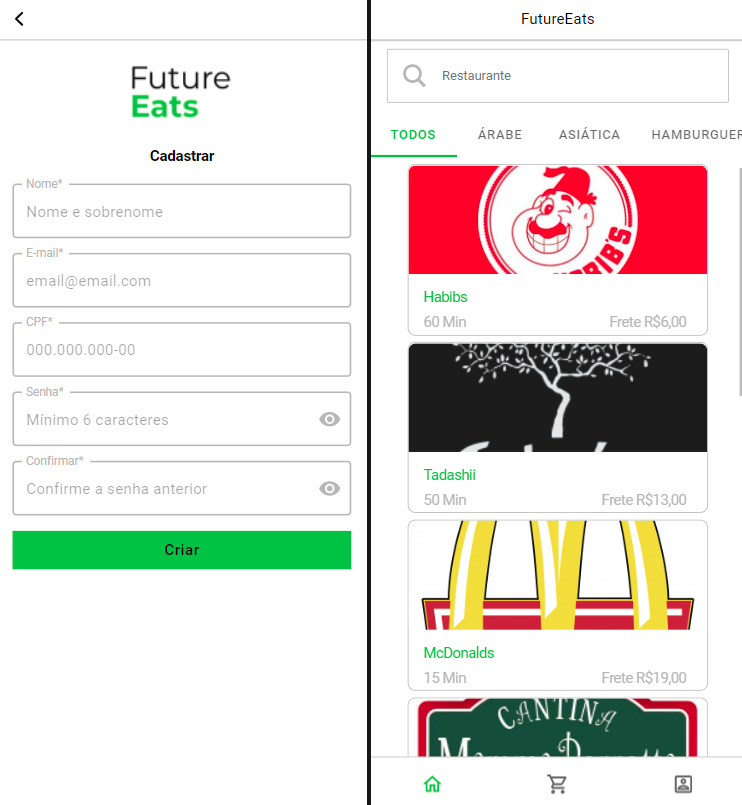 Future
Eats
Cadastrar
Nome*
Nome e sobrenome
E-mail*
email@email.com
CPF*
000.000.000-00
Senha*
Mínimo 6 caracteres
Confirmar*
Confirme a senha anterior
Criar
FutureEats
Restaurante
TODOS
ÁRABE
ASIÁTICA
HAMBURGUER
Habibs
60 Min
Frete R$6,00
Tadashii
50 Min
Frete R$13,00
McDonalds
15 Min
Frete R$19,00
CANTINA